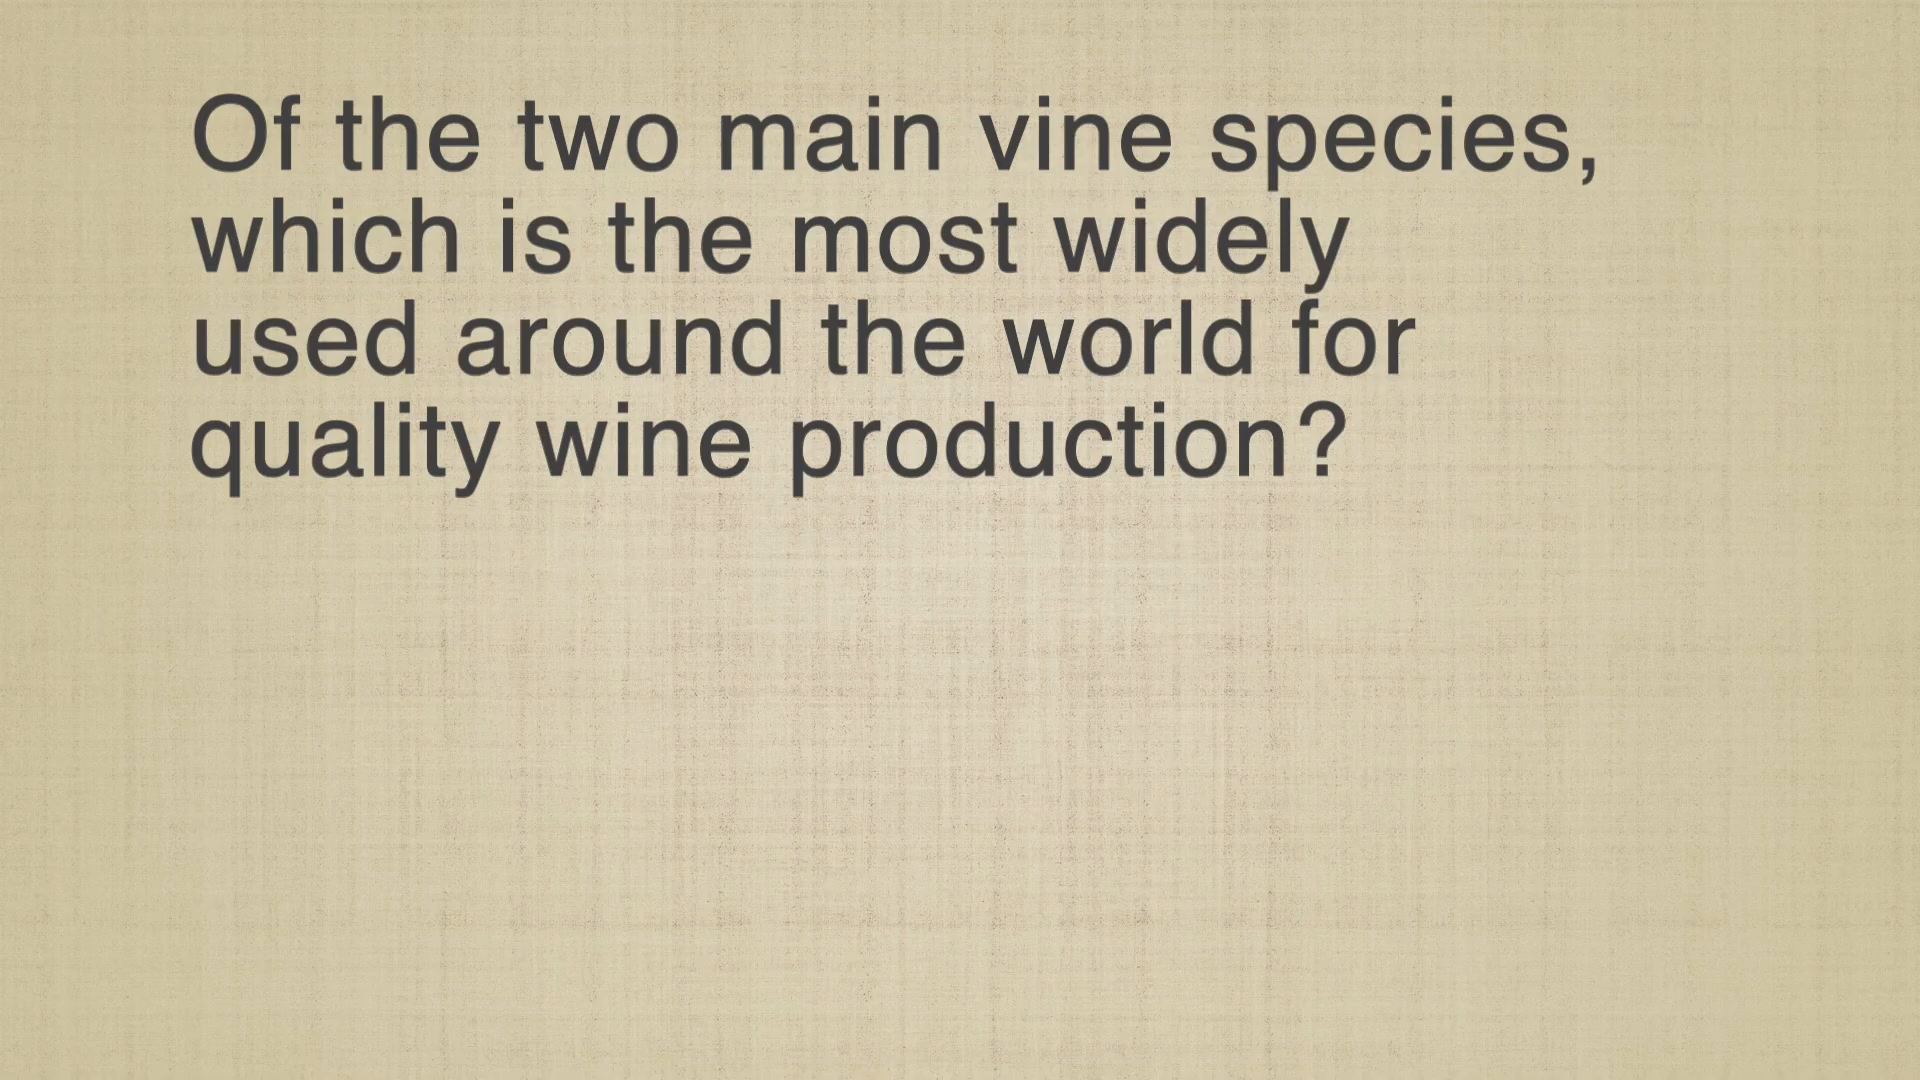 Of the two main vine species,
which is the most widely
used around the world for
quality wine production?